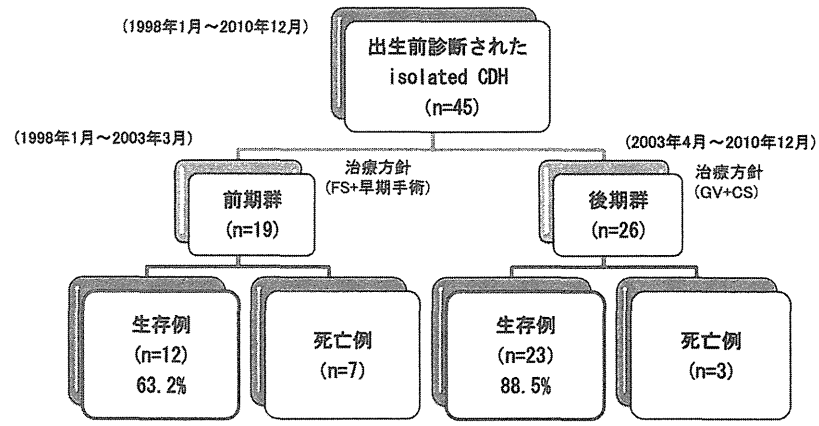 (1998年1月～2010年12月)
出生前診断された
isolated CDH
(n=45)
(1998年1月～2003年3月)
(2003年4月～2010年12月)
治療方針
(FS+早期手術)
治療方針
(GV+CS)
前期群
(n=19)
後期群
(n=26)
生存例
(n=12)
63.2%
死亡例
(n=7)
生存例
(n=23)
88.5%
死亡例
(n=3)